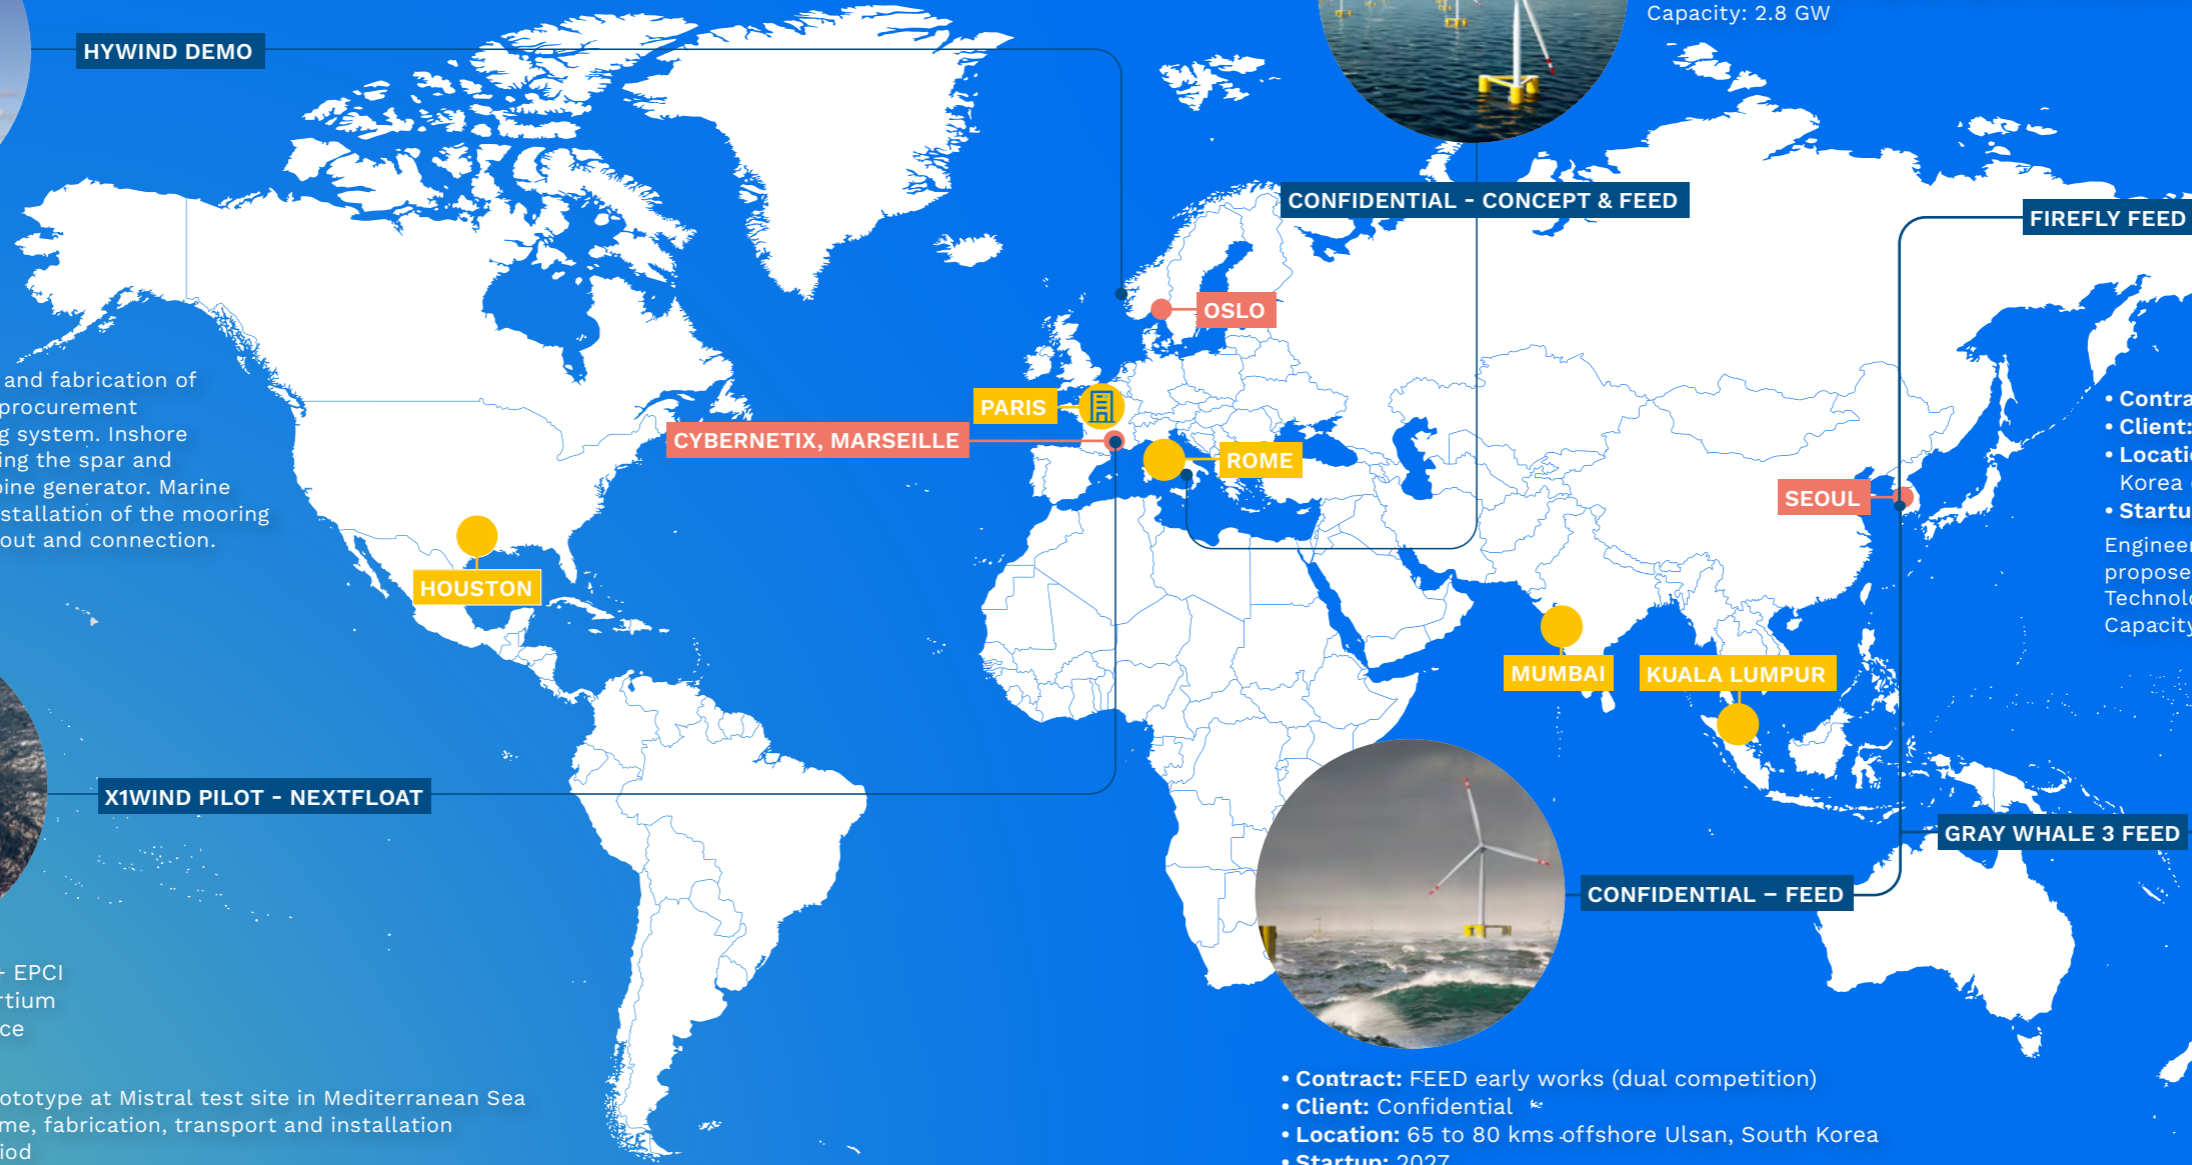 Capacity: 2.8 GW
HYWIND DEMO
CONFIDENTIAL - CONCEPT & FEED
FIREFLY FEED
OSLO
and fabrication of
procurement
g system. Inshore
ing the spar and
bine generator. Marine
stallation of the mooring
out and connection.
PARIS
CYBERNETIX, MARSEILLE
ROME
SEOUL
HOUSTON
• Contra
• Client:
• Locati
Korea
• Startu
Engineer
propose
Technolo
Capacity
MUMBAI
KUALA LUMPUR
X1WIND PILOT - NEXTFLOAT
GRAY WHALE 3 FEED
CONFIDENTIAL – FEED
+ EPCI
rtium
ce
ototype at Mistral test site in Mediterranean Sea
me, fabrication, transport and installation
iod
• Contract: FEED early works (dual competition)
• Client: Confidential
• Location: 65 to 80 kms offshore Ulsan, South Korea
• Startup: 2027